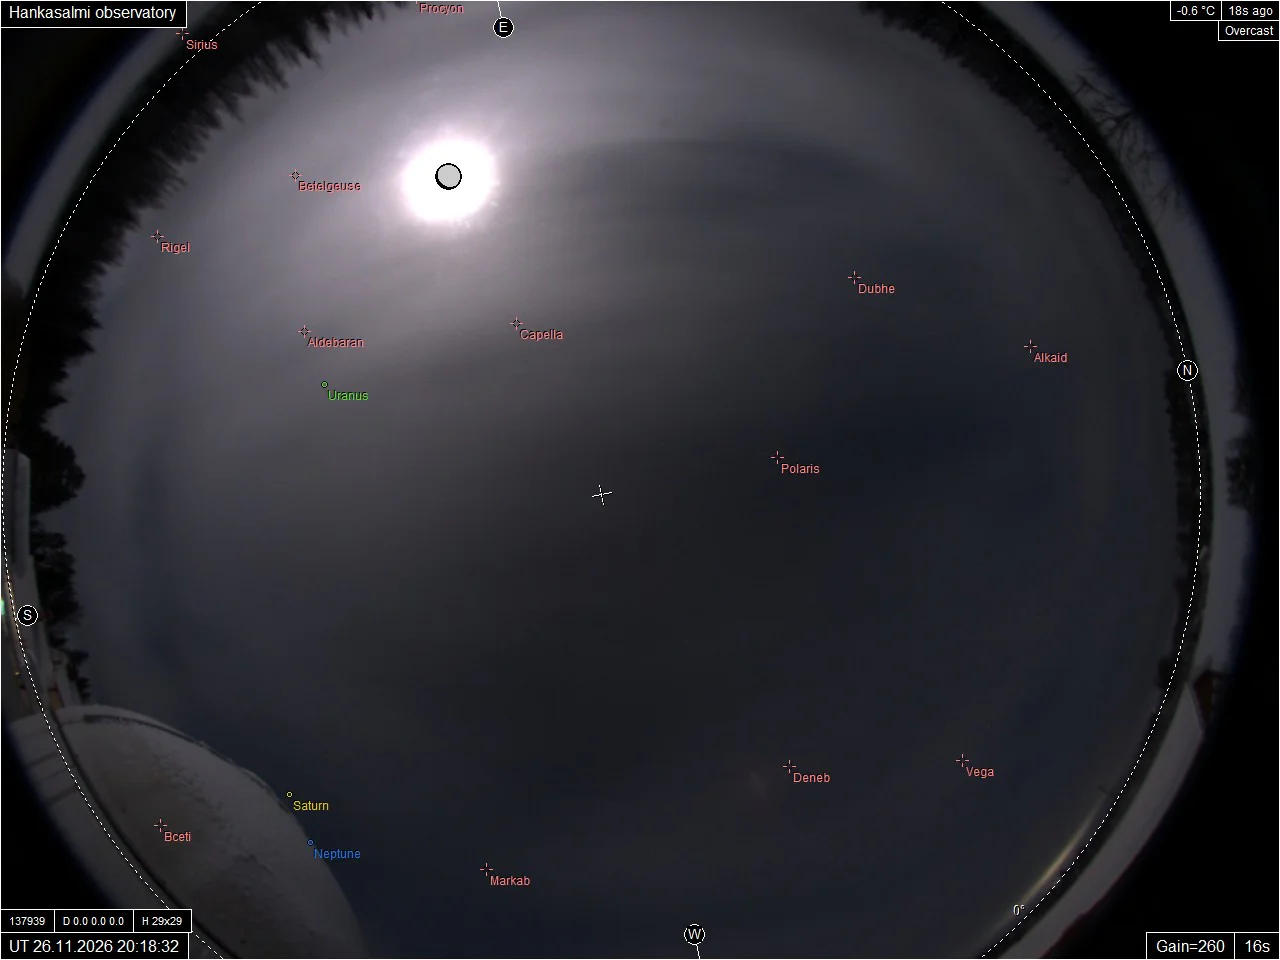 Hankasalmi observatory
Procyon
E
-0.6 °C 18s ago
Overcast
Sirius
Betelgeuse
Rigel
Dubhe
Capella
Aldebaran
Alkaid
N
Uranus
Polaris
S
Deneb
Vega
Saturn
Bceti
Neptune
Markab
0°
W
137939 D 0.0 0.0 0.0 H 29x29
UT 26.11.2026 20:18:32
Gain=260 16s